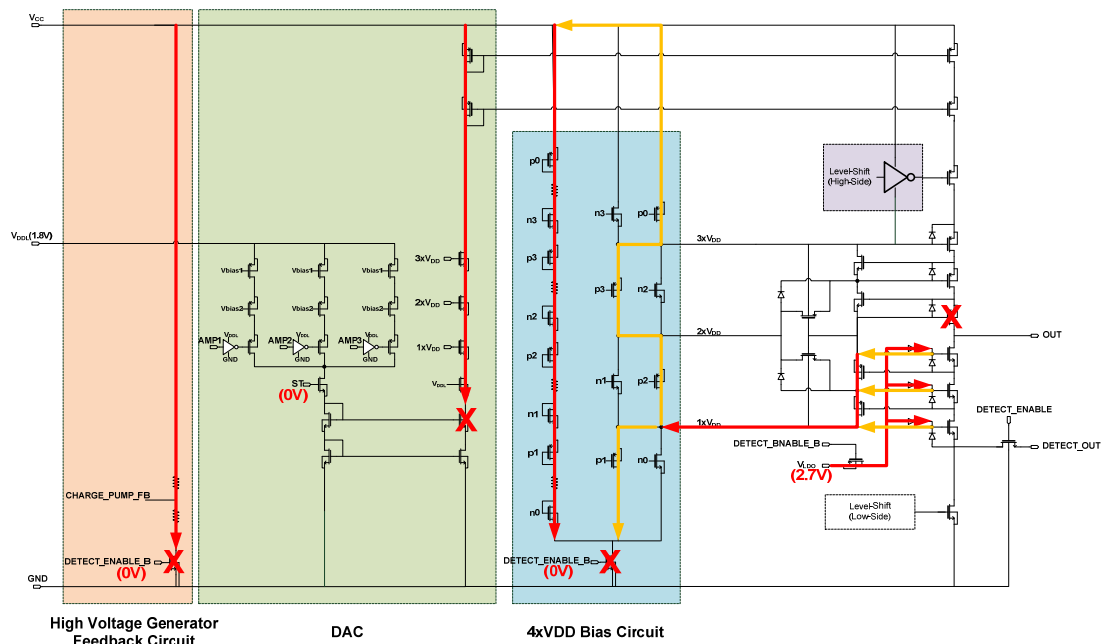 VCC
VDDL(1.8V)
Vbias1
Vbias1
Vbias1
Vbias2
Vbias2
Vbias2
AMP1
VDDL
GND
AMP2
VDDL
GND
AMP3
VDDL
GND
ST
(0V)
3xVDD
2xVDD
1xVDD
VDDL
CHARGE_PUMP_FB
DETECT_ENABLE_B
(0V)
GND
p0
n3
p3
n2
p2
n1
p1
n0
n3
p0
p3
n2
n1
p2
p1
n0
DETECT_ENABLE_B
(0V)
3xVDD
2xVDD
1xVDD
Level-Shift
(High-Side)
OUT
DETECT_ENABLE
DETECT_OUT
DETECT_BNABLE_B
VLDO
(2.7V)
Level-Shift
(Low-Side)
High Voltage Generator
Feedback Circuit
DAC
4xVDD Bias Circuit